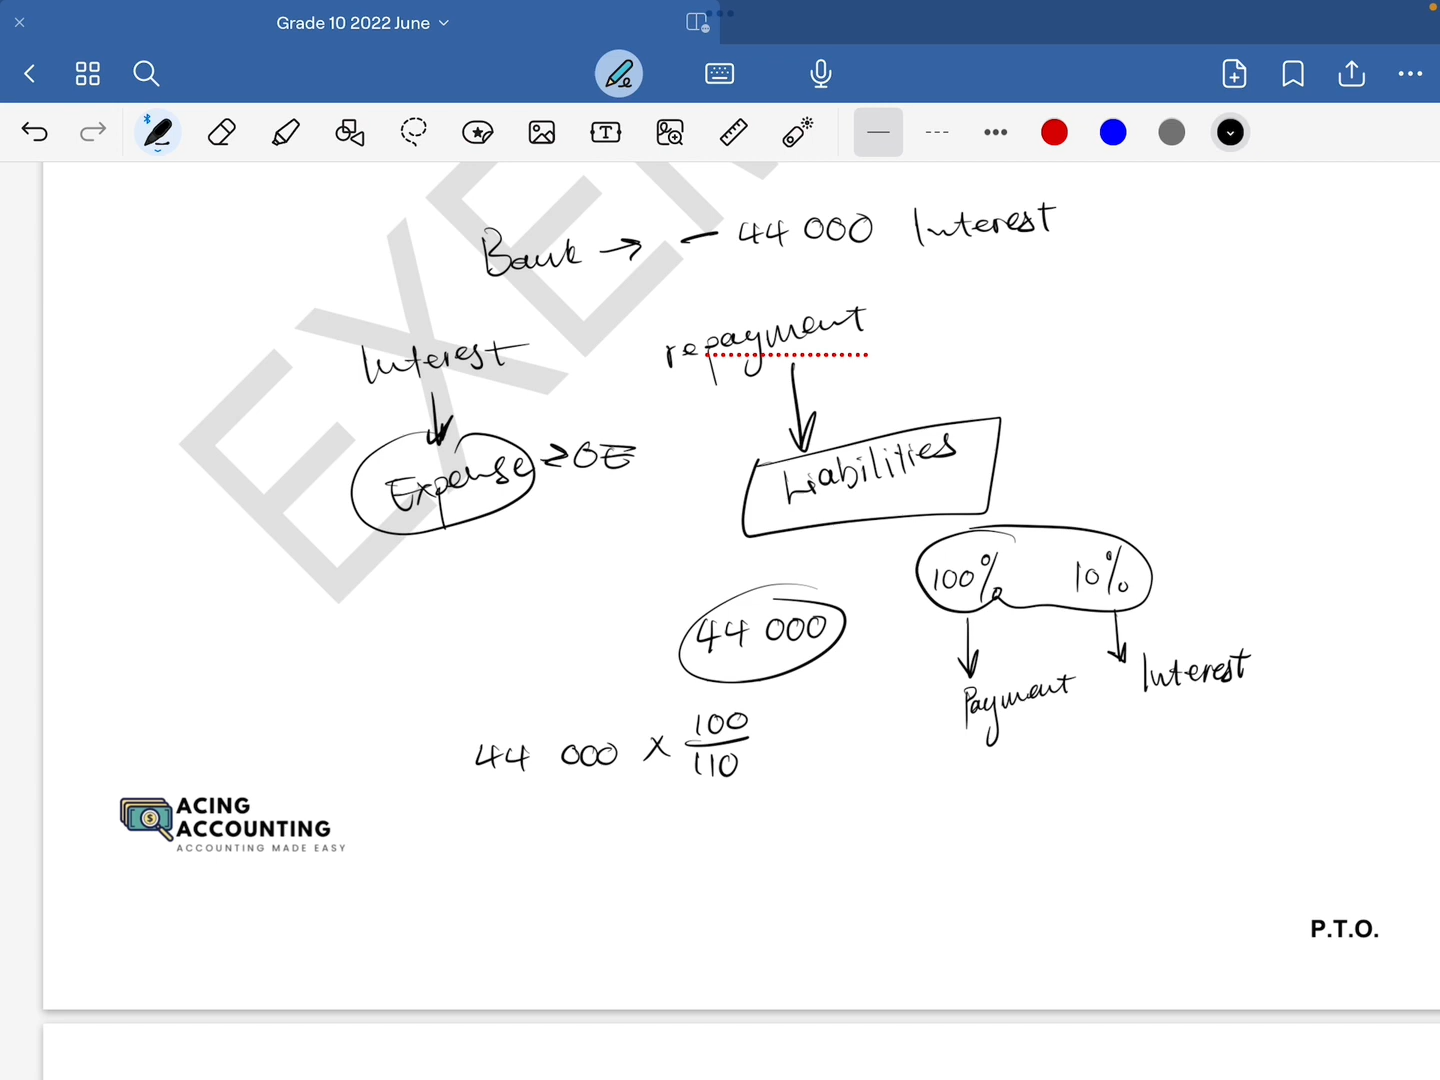 Grade 10 2022 June
EXE
Bank → - 44 000 Interest
Interest
repayment
Expense
OE
Liabilities
100% 10%
44 000
Payment
Interest
44 000 × 100/110
ACING
ACCOUNTING
ACCOUNTING MADE EASY
P.T.O.